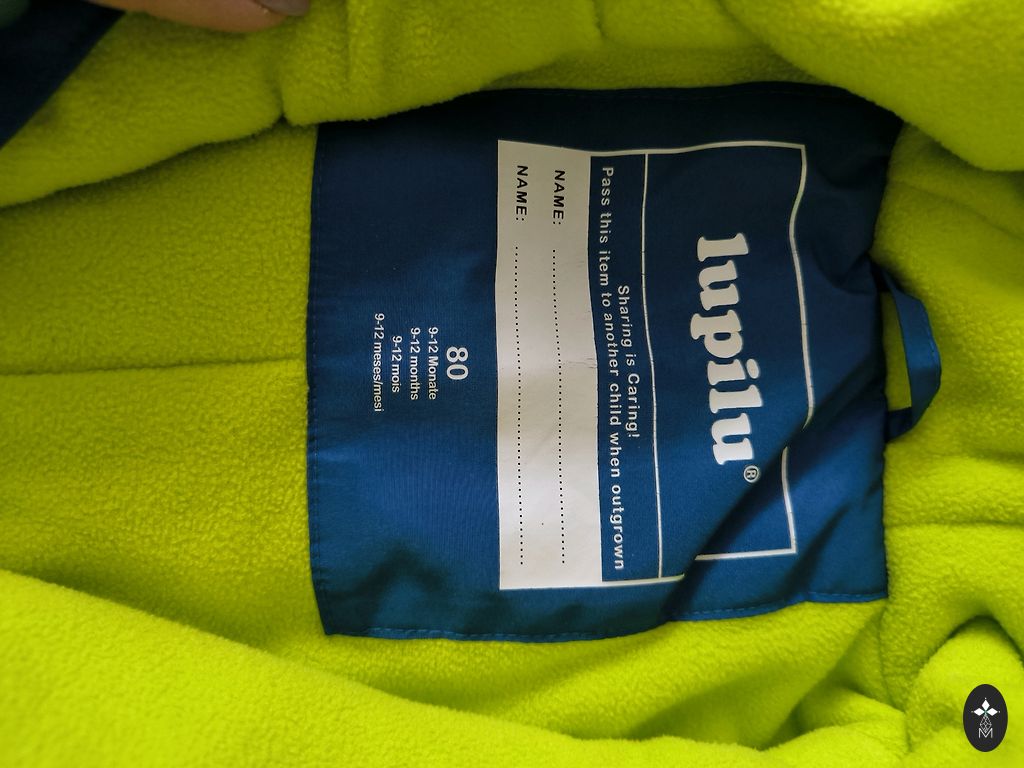 lupilu®
Sharing is Caring!
Pass this item to another child when outgrown
NAME:
NAME:
80
9-12 Monate
9-12 months
9-12 mois
9-12 meses/mesi